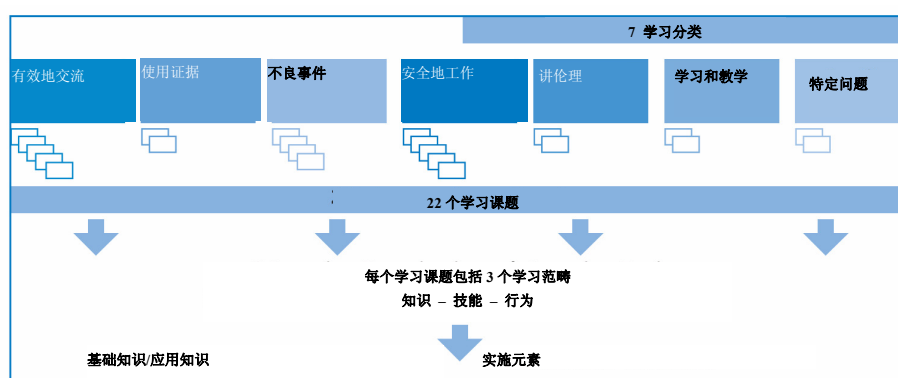 7 学习分类
有效地交流
使用证据
不良事件
安全地工作
讲伦理
学习和教学
特定问题
22 个学习课题
每个学习课题包括 3 个学习范畴
知识 – 技能 – 行为
基础知识/应用知识
实施元素